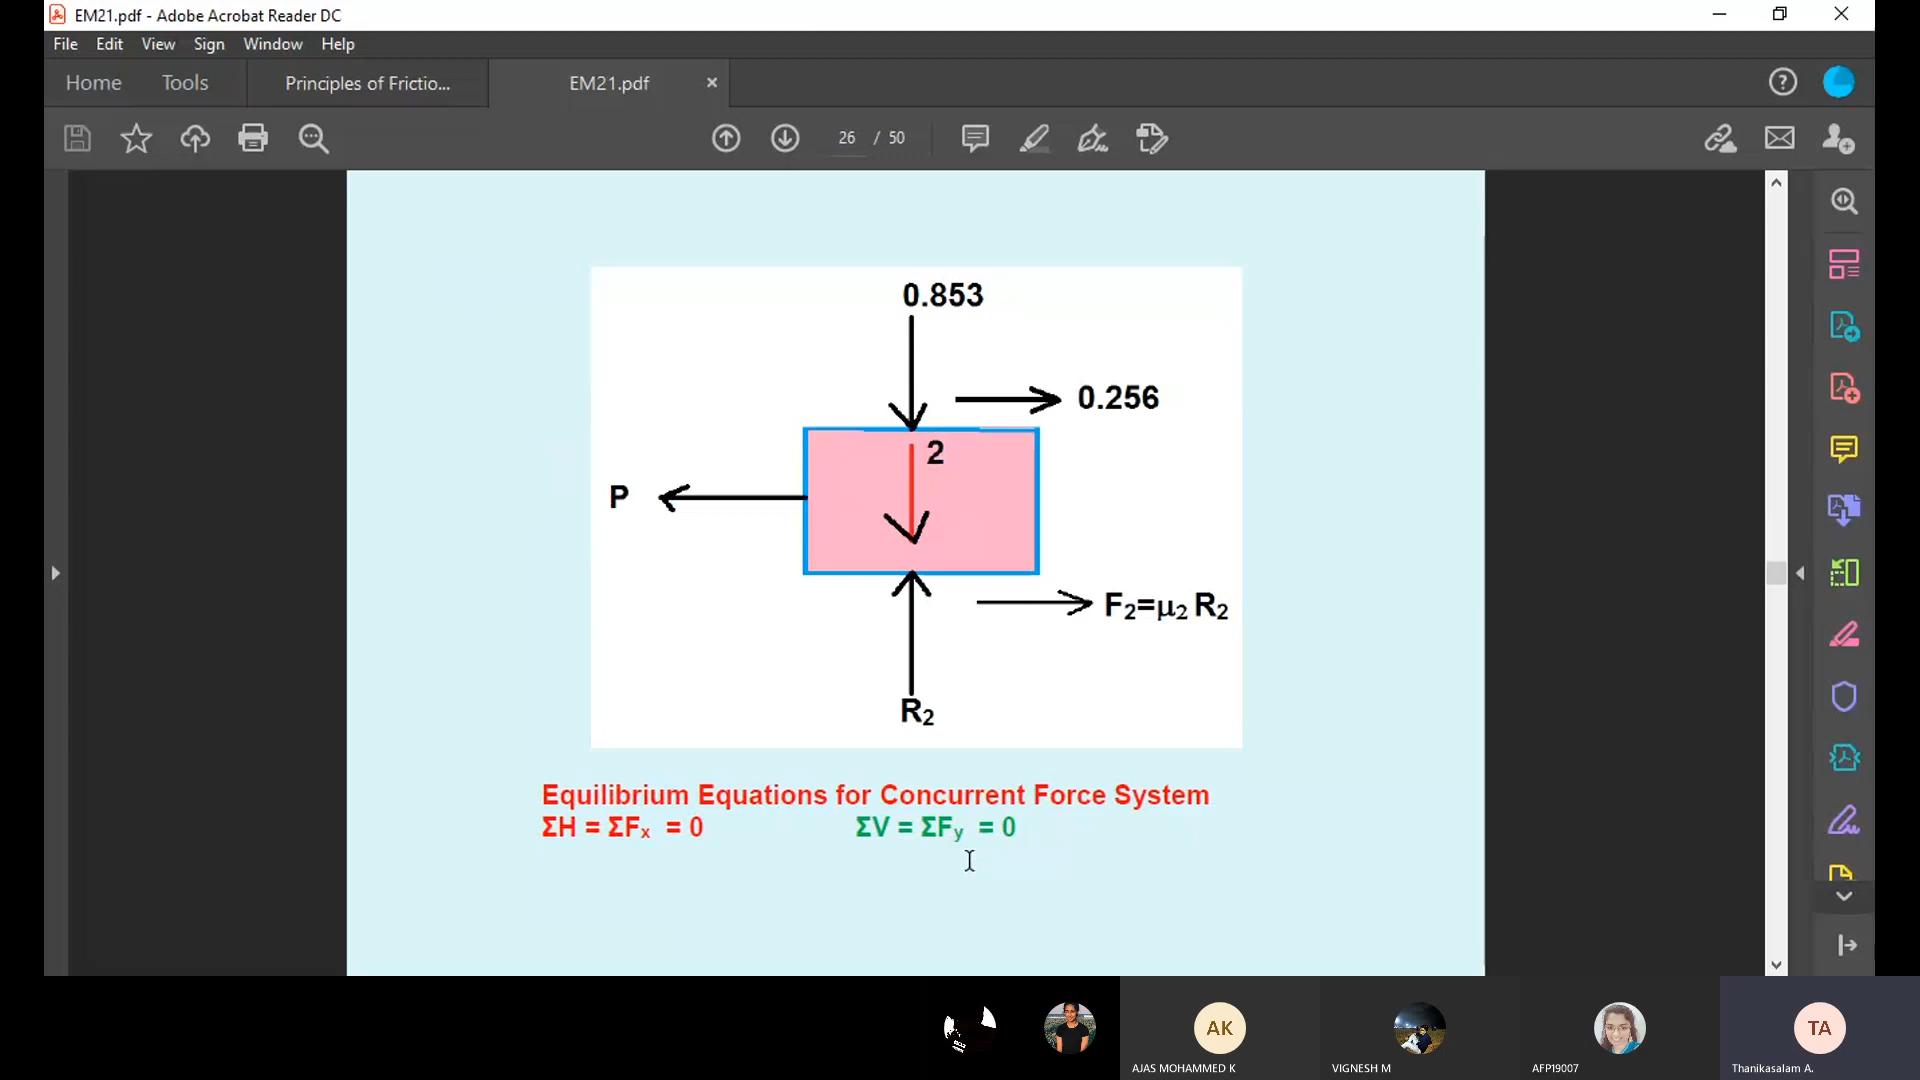 EM21.pdf - Adobe Acrobat Reader DC
File Edit View Sign Window Help
Home Tools Principles of Frictio... EM21.pdf
26 / 50
0.853
0.256
2
P
F₂=μ₂ R₂
R₂
Equilibrium Equations for Concurrent Force System
ΣH = ΣFₓ = 0 ΣV = ΣFy = 0
AK
TA
AJAS MOHAMMED K VIGNESH M AFP19007 Thanikasalam A.